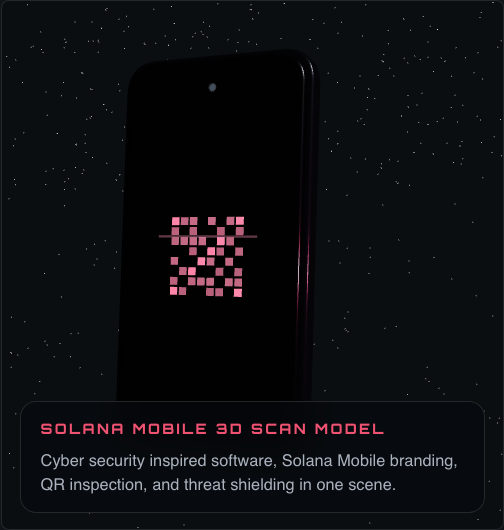 SOLANA MOBILE 3D SCAN MODEL
Cyber security inspired software, Solana Mobile branding,
QR inspection, and threat shielding in one scene.